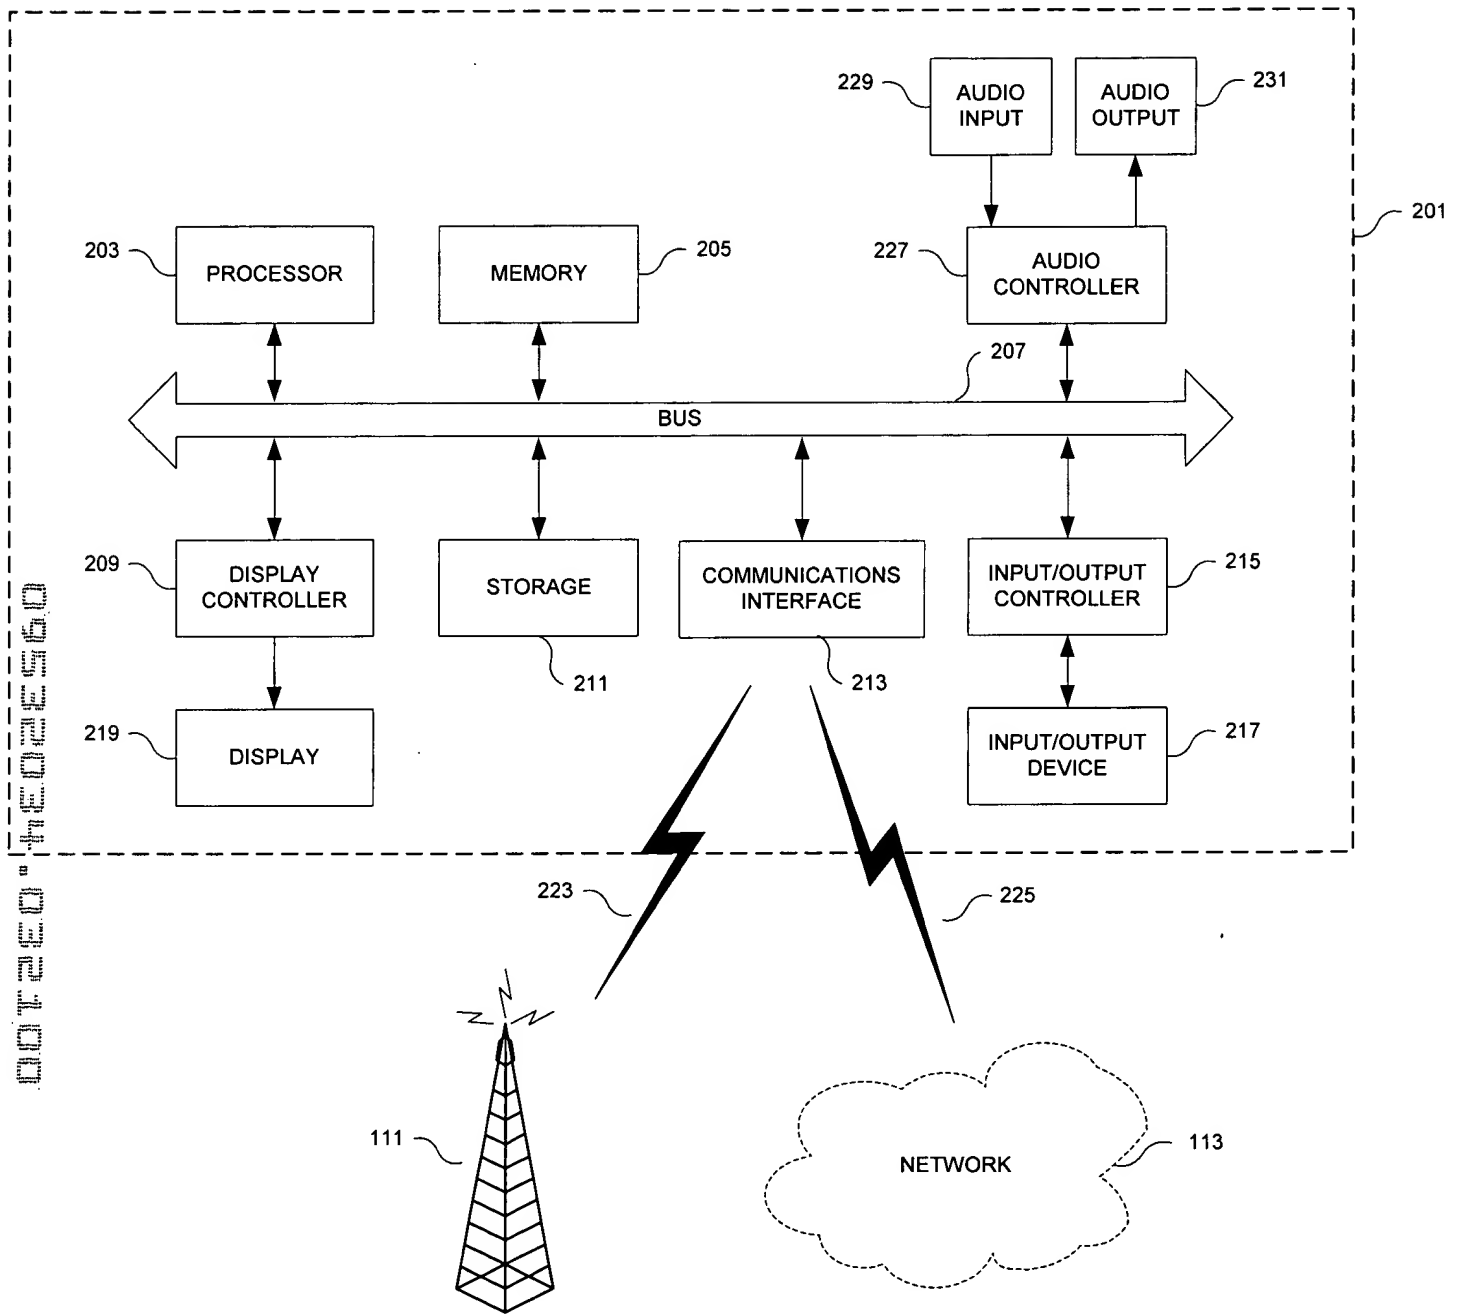 229
AUDIO
INPUT
AUDIO
OUTPUT
231
201
203
PROCESSOR
MEMORY
205
227
AUDIO
CONTROLLER
207
BUS
209
DISPLAY
CONTROLLER
STORAGE
211
COMMUNICATIONS
INTERFACE
213
INPUT/OUTPUT
CONTROLLER
215
219
DISPLAY
INPUT/OUTPUT
DEVICE
217
223
225
111
NETWORK
113
09532034.032100